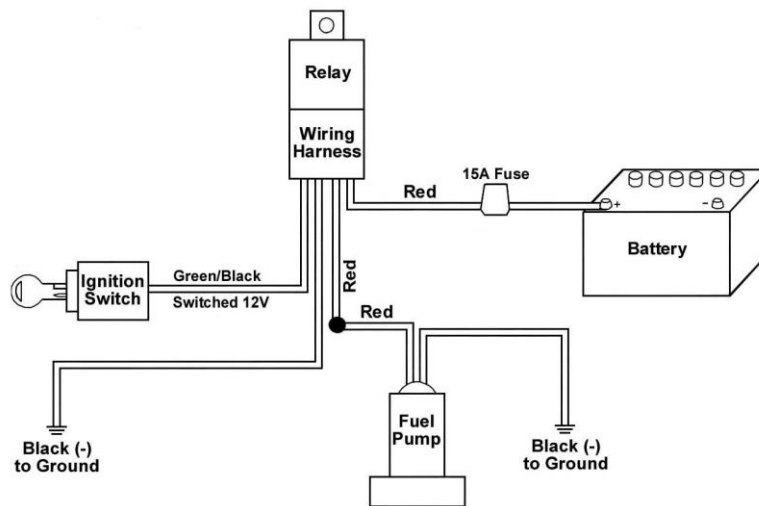 Relay
Wiring
Harness
15A Fuse
Red
+
-
Battery
Ignition
Switch
Green/Black
Switched 12V
Red
Red
Fuel
Pump
Black (-)
to Ground
Black (-)
to Ground